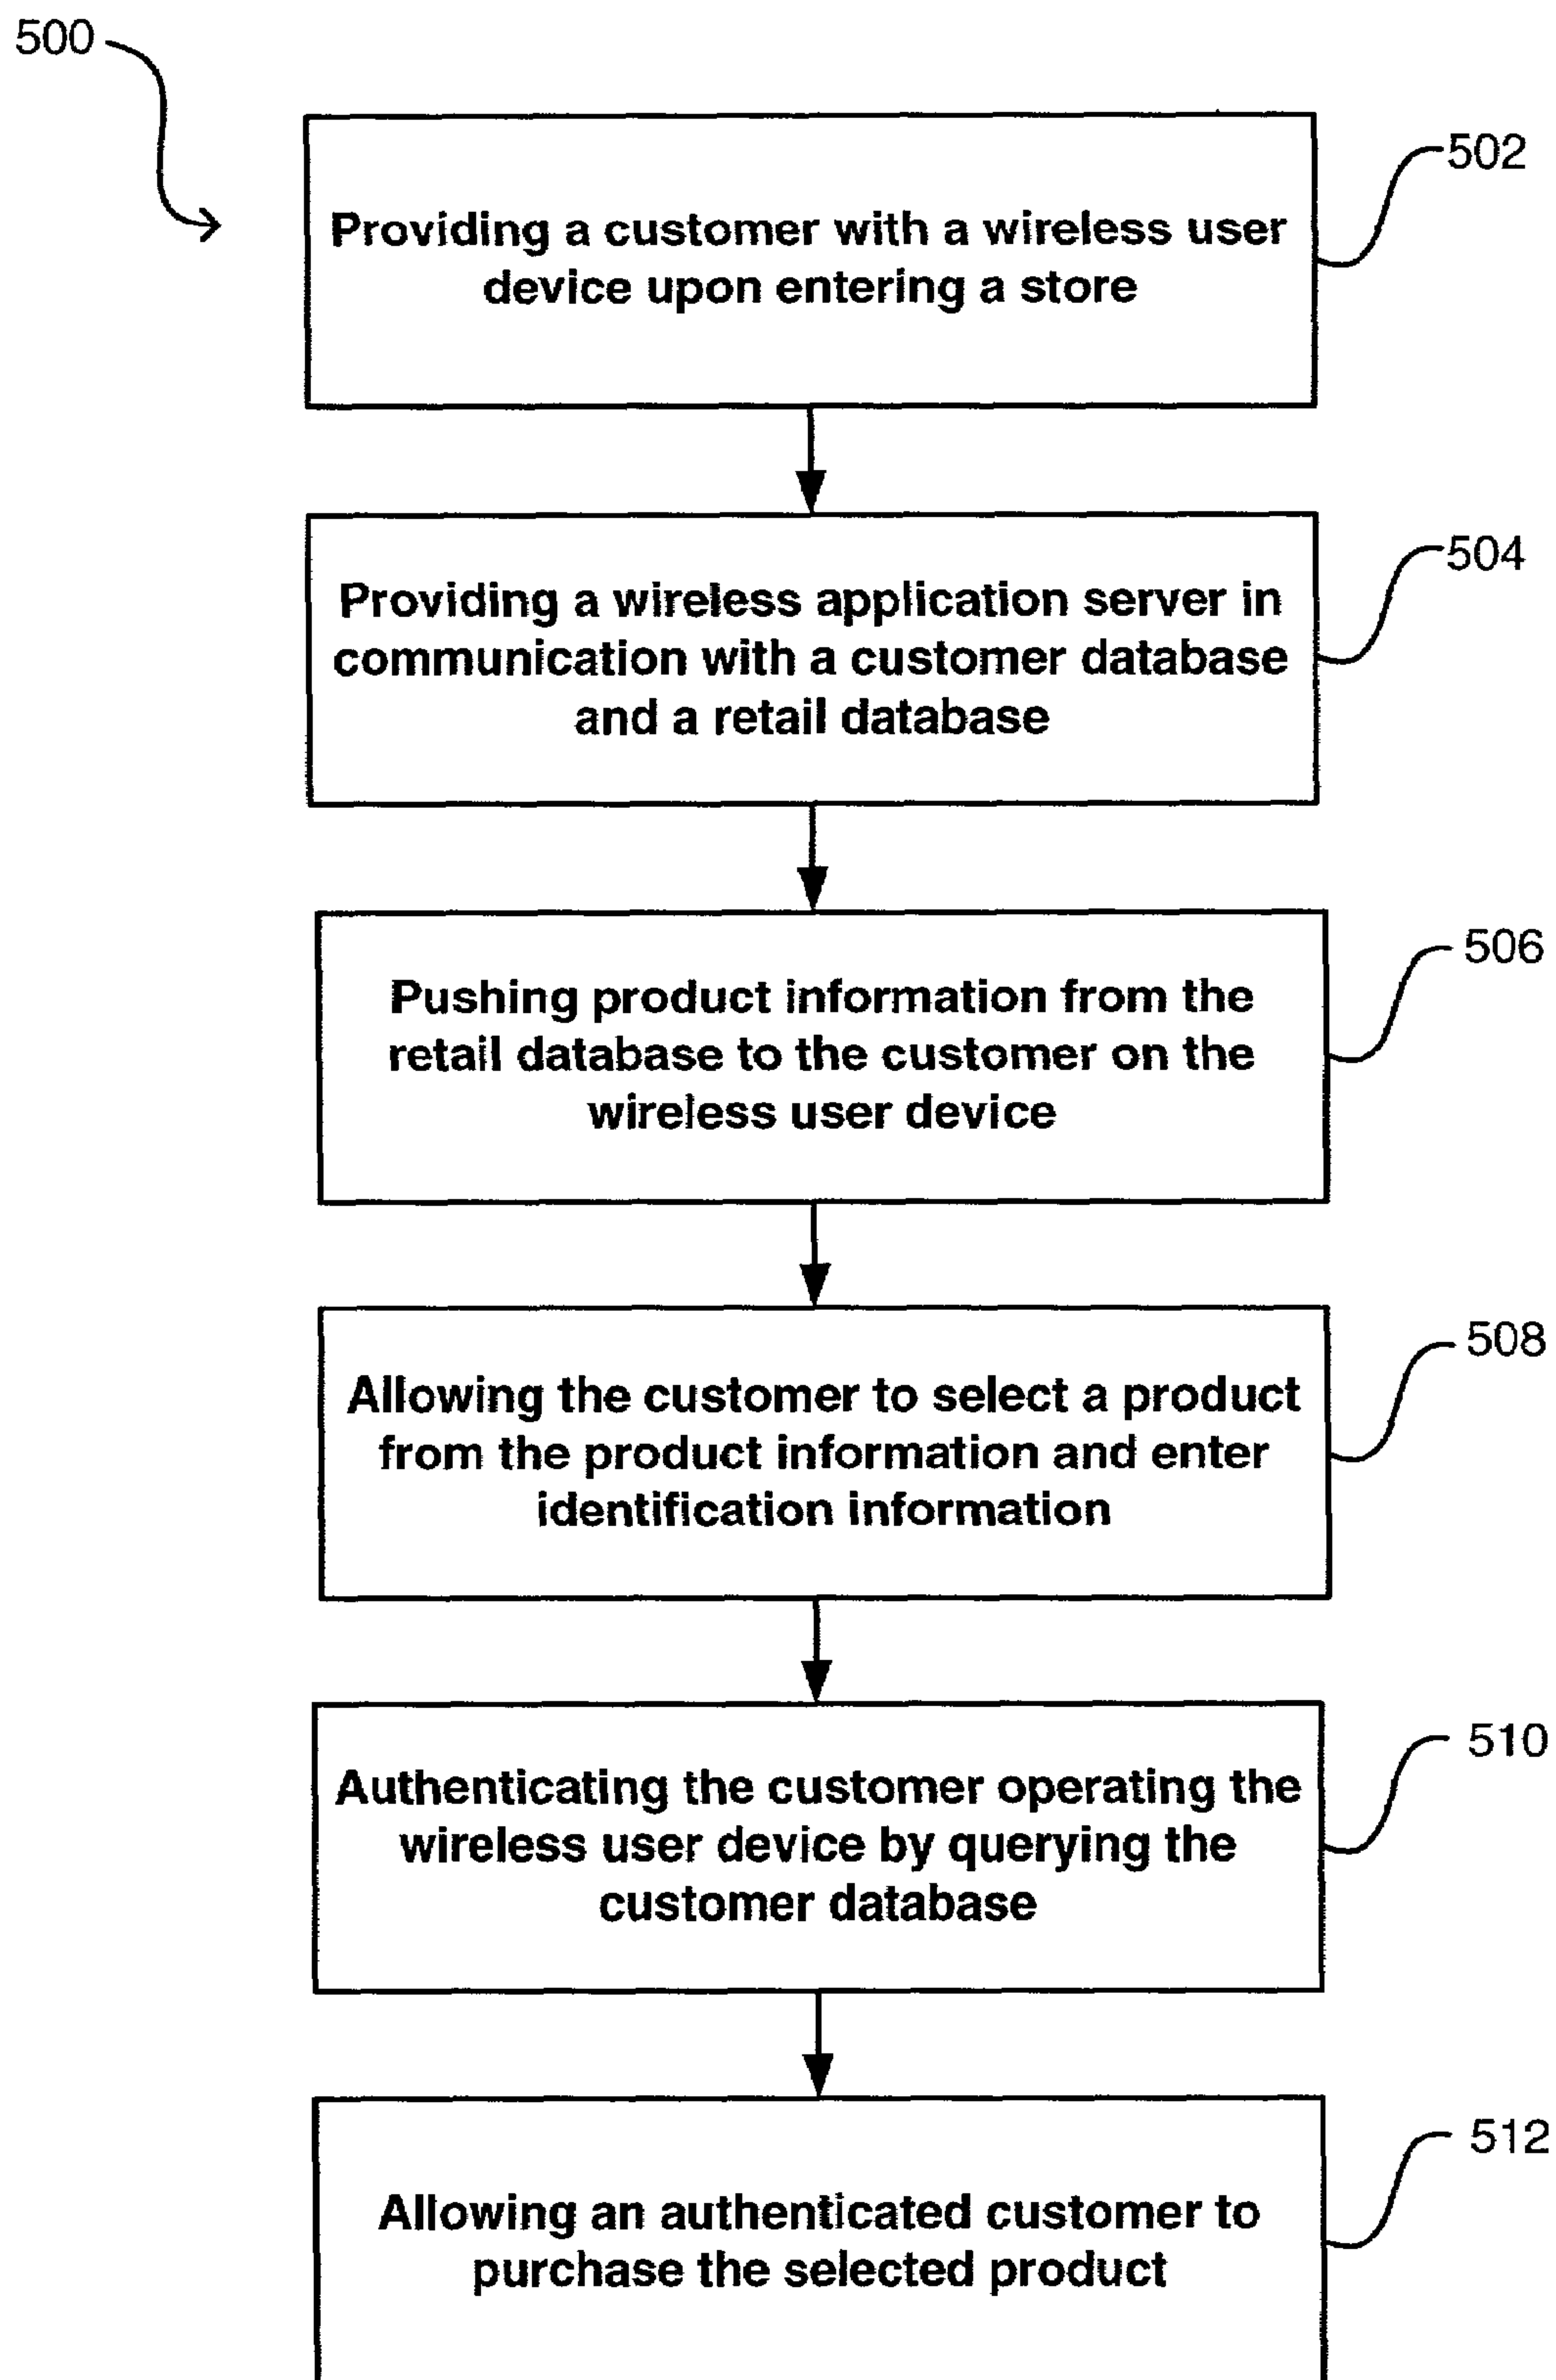 500
502
Providing a customer with a wireless user
device upon entering a store
504
Providing a wireless application server in
communication with a customer database
and a retail database
506
Pushing product information from the
retail database to the customer on the
wireless user device
508
Allowing the customer to select a product
from the product information and enter
identification information
510
Authenticating the customer operating the
wireless user device by querying the
customer database
512
Allowing an authenticated customer to
purchase the selected product